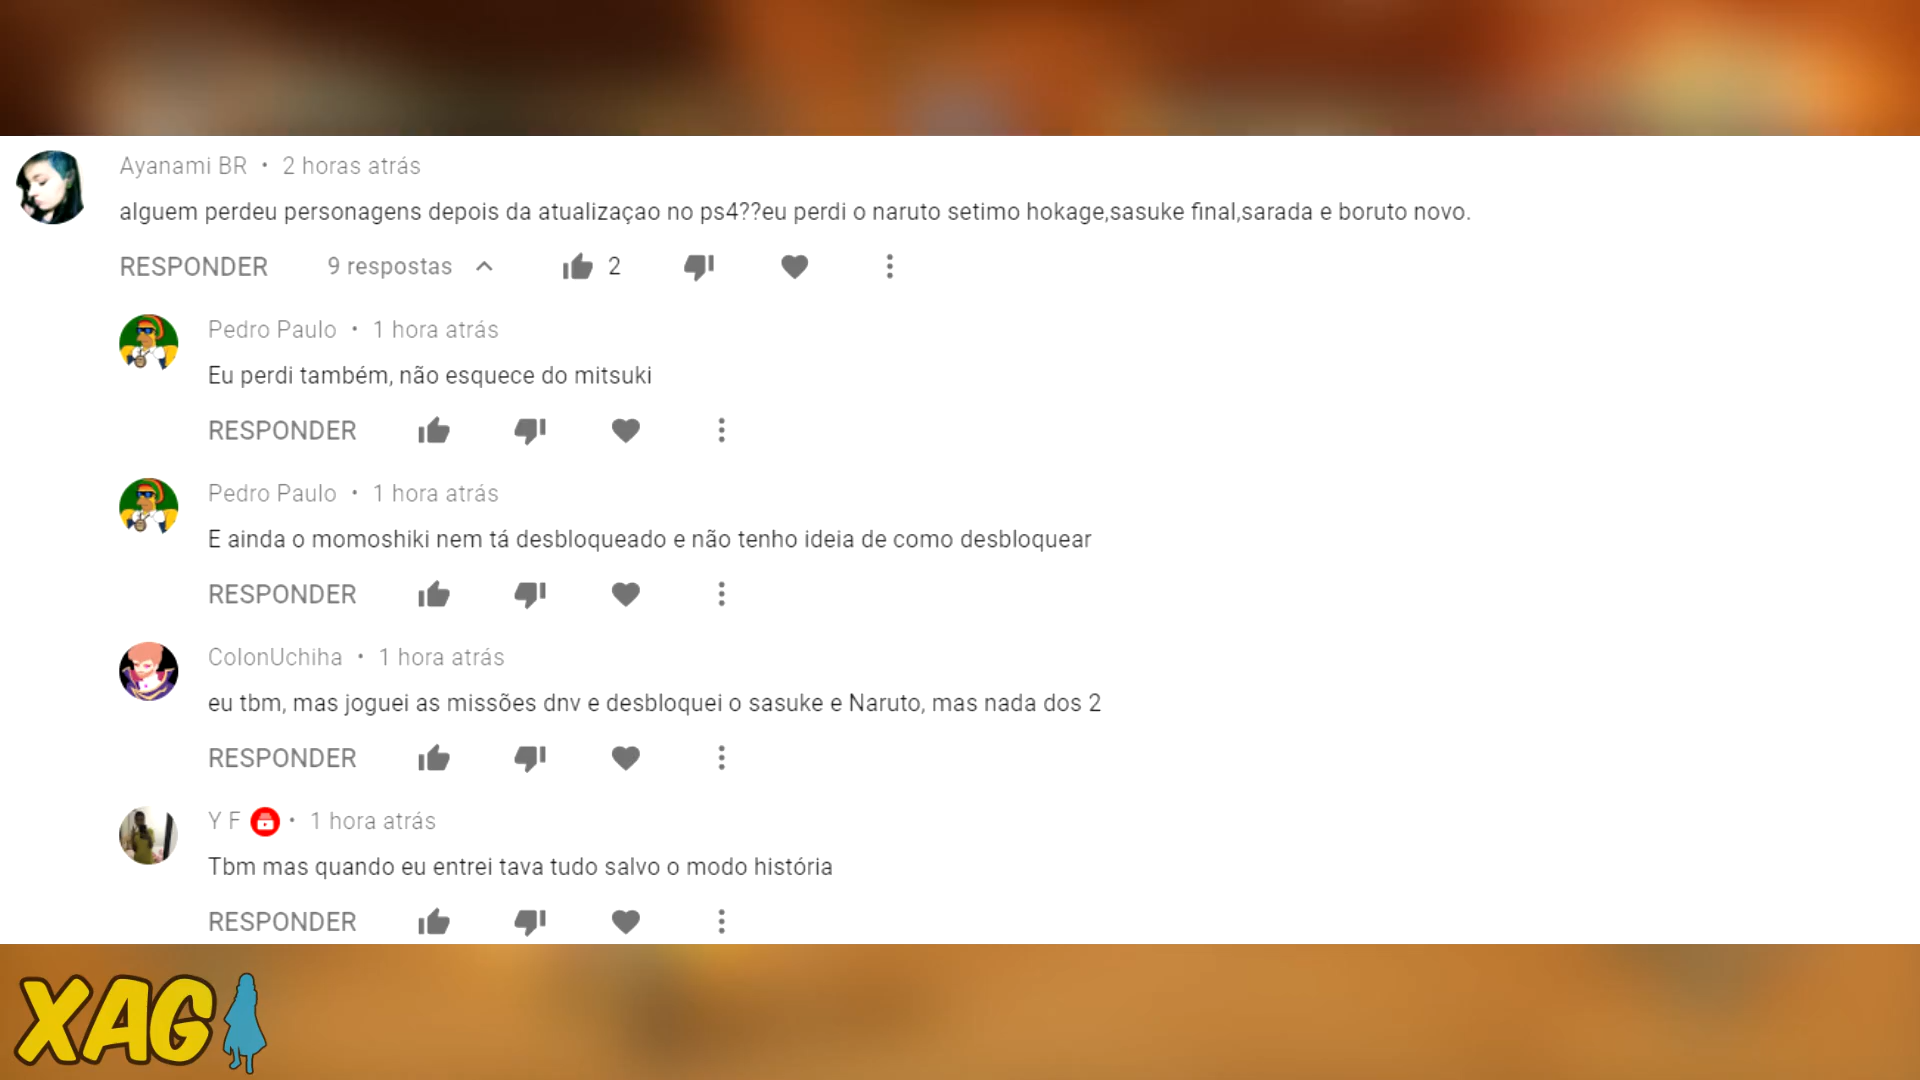 Ayanami BR • 2 horas atrás
alguem perdeu personagens depois da atualizaçao no ps4??eu perdi o naruto setimo hokage,sasuke final,sarada e boruto novo.
RESPONDER 9 respostas 2
Pedro Paulo • 1 hora atrás
Eu perdi também, não esquece do mitsuki
RESPONDER
Pedro Paulo • 1 hora atrás
E ainda o momoshiki nem tá desbloqueado e não tenho ideia de como desbloquear
RESPONDER
ColonUchiha • 1 hora atrás
eu tbm, mas joguei as missões dnv e desbloquei o sasuke e Naruto, mas nada dos 2
RESPONDER
Y F • 1 hora atrás
Tbm mas quando eu entrei tava tudo salvo o modo história
RESPONDER
XAG